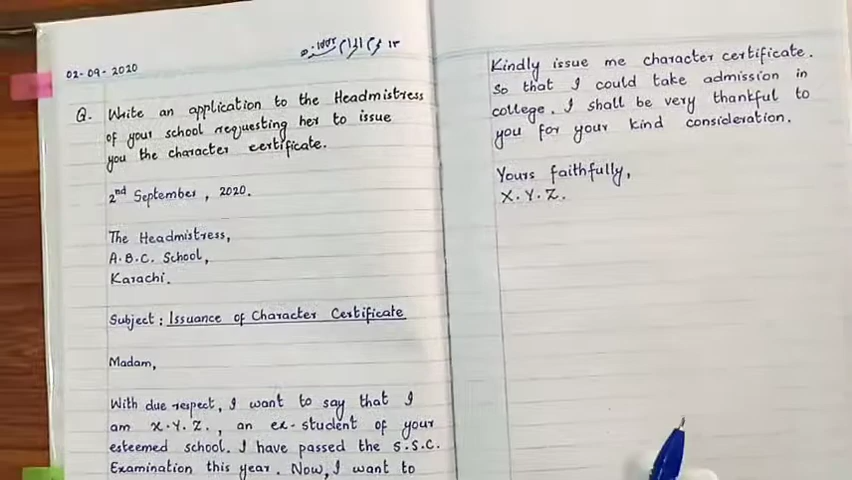 02-09-2020
۱۳ محرم الحرام ۱۴۴۲ھ
Q. Write an application to the Headmistress
of your school requesting her to issue
you the character certificate.
2nd September, 2020.
The Headmistress,
A.B.C. School,
Karachi.
Subject: Issuance of Character Certificate
Madam,
With due respect, I want to say that I
am X.Y.Z., an ex-student of your
esteemed school. I have passed the S.S.C.
Examination this year. Now, I want to
Kindly issue me character certificate.
So that I could take admission in
college. I shall be very thankful to
you for your kind consideration.
Yours faithfully,
X.Y.Z.